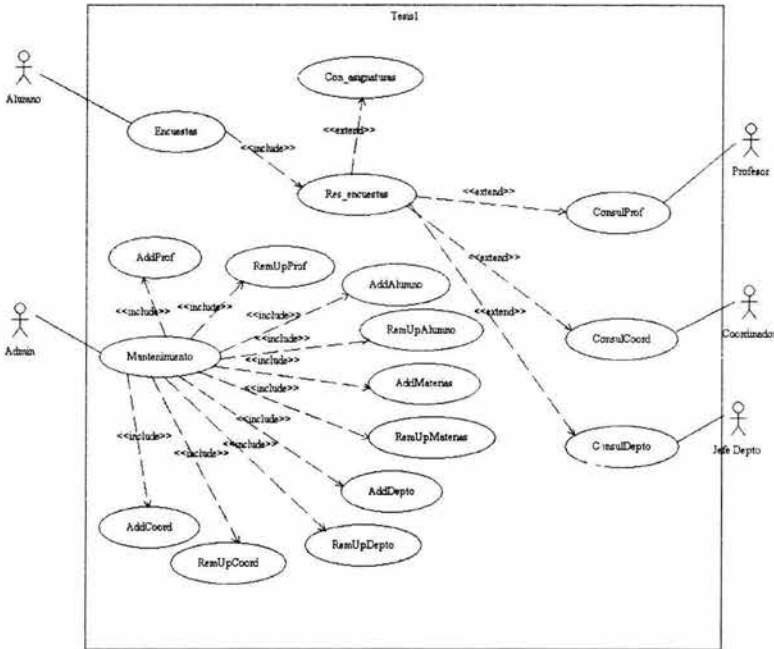 Tesis1
Alumno
Con_asignaturas
Encuestas
<<extend>>
<<include>>
Profesor
Res_encuestas
<<extend>>
ConsulProf
AddProf
RemUpProf
<<extend>>
AddAlumno
<<include>>
<<include>>
<<include>>
<<extend>>
RemUpAlumno
Admin
Mantenimiento
<<include>>
ConsulCoord
Coordinador
<<include>>
AddMaterias
<<include>>
<<include>>
RemUpMaterias
<<include>>
<<include>>
ConsulDepto
Jefe Depto
AddDepto
AddCoord
RemUpCoord
RemUpDepto